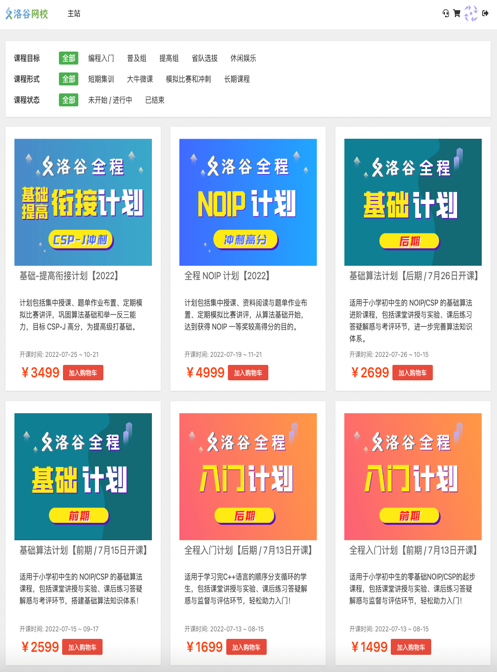 洛谷网校 主站
课程目标 全部 编程入门 普及组 提高组 省队选拔 休闲娱乐
课程形式 全部 短期集训 大牛微课 模拟比赛和冲刺 长期课程
课程状态 全部 未开始 / 进行中 已结束
洛谷 全程
基础
提高 衔接计划
CSP-J冲刺
基础-提高衔接计划【2022】
计划包括集中授课、题单作业布置、定期模
拟比赛讲评，巩固算法基础和举一反三能
力，目标 CSP-J 高分，为提高级打基础。
开课时间: 2022-07-25 ~ 10-21
¥3499 加入购物车
洛谷 全程
NOIP 计划
冲刺高分
全程 NOIP 计划【2022】
计划包括集中授课、资料阅读与题单作业布
置、定期模拟比赛讲评，从算法基础开始，
达到获得 NOIP 一等奖较高得分的目的。
开课时间: 2022-07-19 ~ 11-21
¥4999 加入购物车
洛谷 全程
基础 计划
后期
基础算法计划【后期 / 7月26日开课】
适用于小学初中生的 NOIP/CSP 的基础算法
进阶课程，包括课堂讲授与实验、课后练习
答疑解惑与考评环节，进一步完善算法知识
体系。
开课时间: 2022-07-26 ~ 10-15
¥2699 加入购物车
洛谷 全程
基础 计划
前期
基础算法计划【前期 / 7月15日开课】
适用于小学初中生的 NOIP/CSP 的基础算法
课程，包括课堂讲授与实验、课后练习答疑
解惑与考评环节，搭建基础算法知识体系！
开课时间: 2022-07-15 ~ 09-17
¥2599 加入购物车
洛谷 全程
入门计划
后期
全程入门计划【后期 / 7月13日开课】
适用于学习完C++语言的顺序分支循环的学
生，包括课堂讲授与实验、课后练习答疑解
惑与监督与评估环节，轻松助力入门！
开课时间: 2022-07-13 ~ 08-15
¥1699 加入购物车
洛谷 全程
入门计划
前期
全程入门计划【前期 / 7月13日开课】
适用于小学初中生的零基础NOIP/CSP的起步
课程，包括课堂讲授与实验、课后练习答疑
解惑与监督与评估环节，轻松助力入门！
开课时间: 2022-07-13 ~ 08-15
¥1499 加入购物车